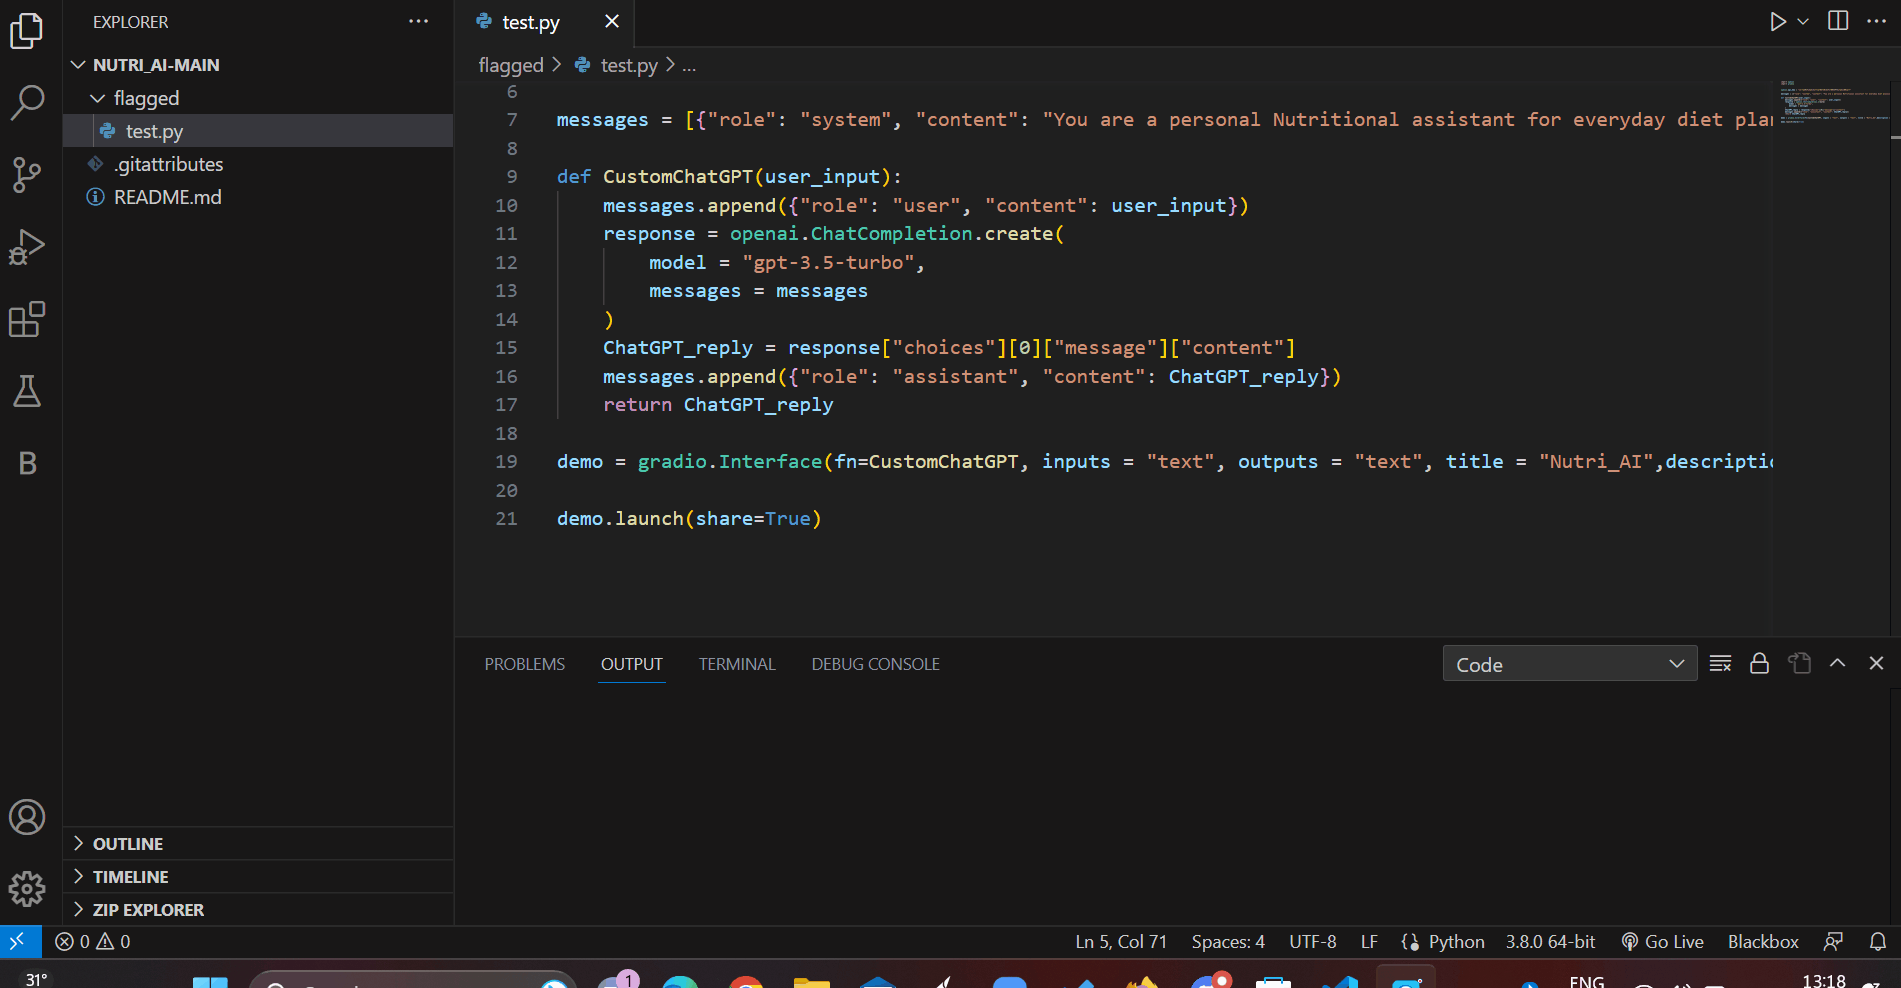 EXPLORER
NUTRI_AI-MAIN
flagged
test.py
.gitattributes
README.md
OUTLINE
TIMELINE
ZIP EXPLORER
test.py
flagged > test.py > ...
6
7 messages = [{"role": "system", "content": "You are a personal Nutritional assistant for everyday diet pla
8
9 def CustomChatGPT(user_input):
10 messages.append({"role": "user", "content": user_input})
11 response = openai.ChatCompletion.create(
12 model = "gpt-3.5-turbo",
13 messages = messages
14 )
15 ChatGPT_reply = response["choices"][0]["message"]["content"]
16 messages.append({"role": "assistant", "content": ChatGPT_reply})
17 return ChatGPT_reply
18
19 demo = gradio.Interface(fn=CustomChatGPT, inputs = "text", outputs = "text", title = "Nutri_AI",descripti
20
21 demo.launch(share=True)
PROBLEMS OUTPUT TERMINAL DEBUG CONSOLE Code
B
0 0 Ln 5, Col 71 Spaces: 4 UTF-8 LF {} Python 3.8.0 64-bit Go Live Blackbox
31° 1 ENG 13:18